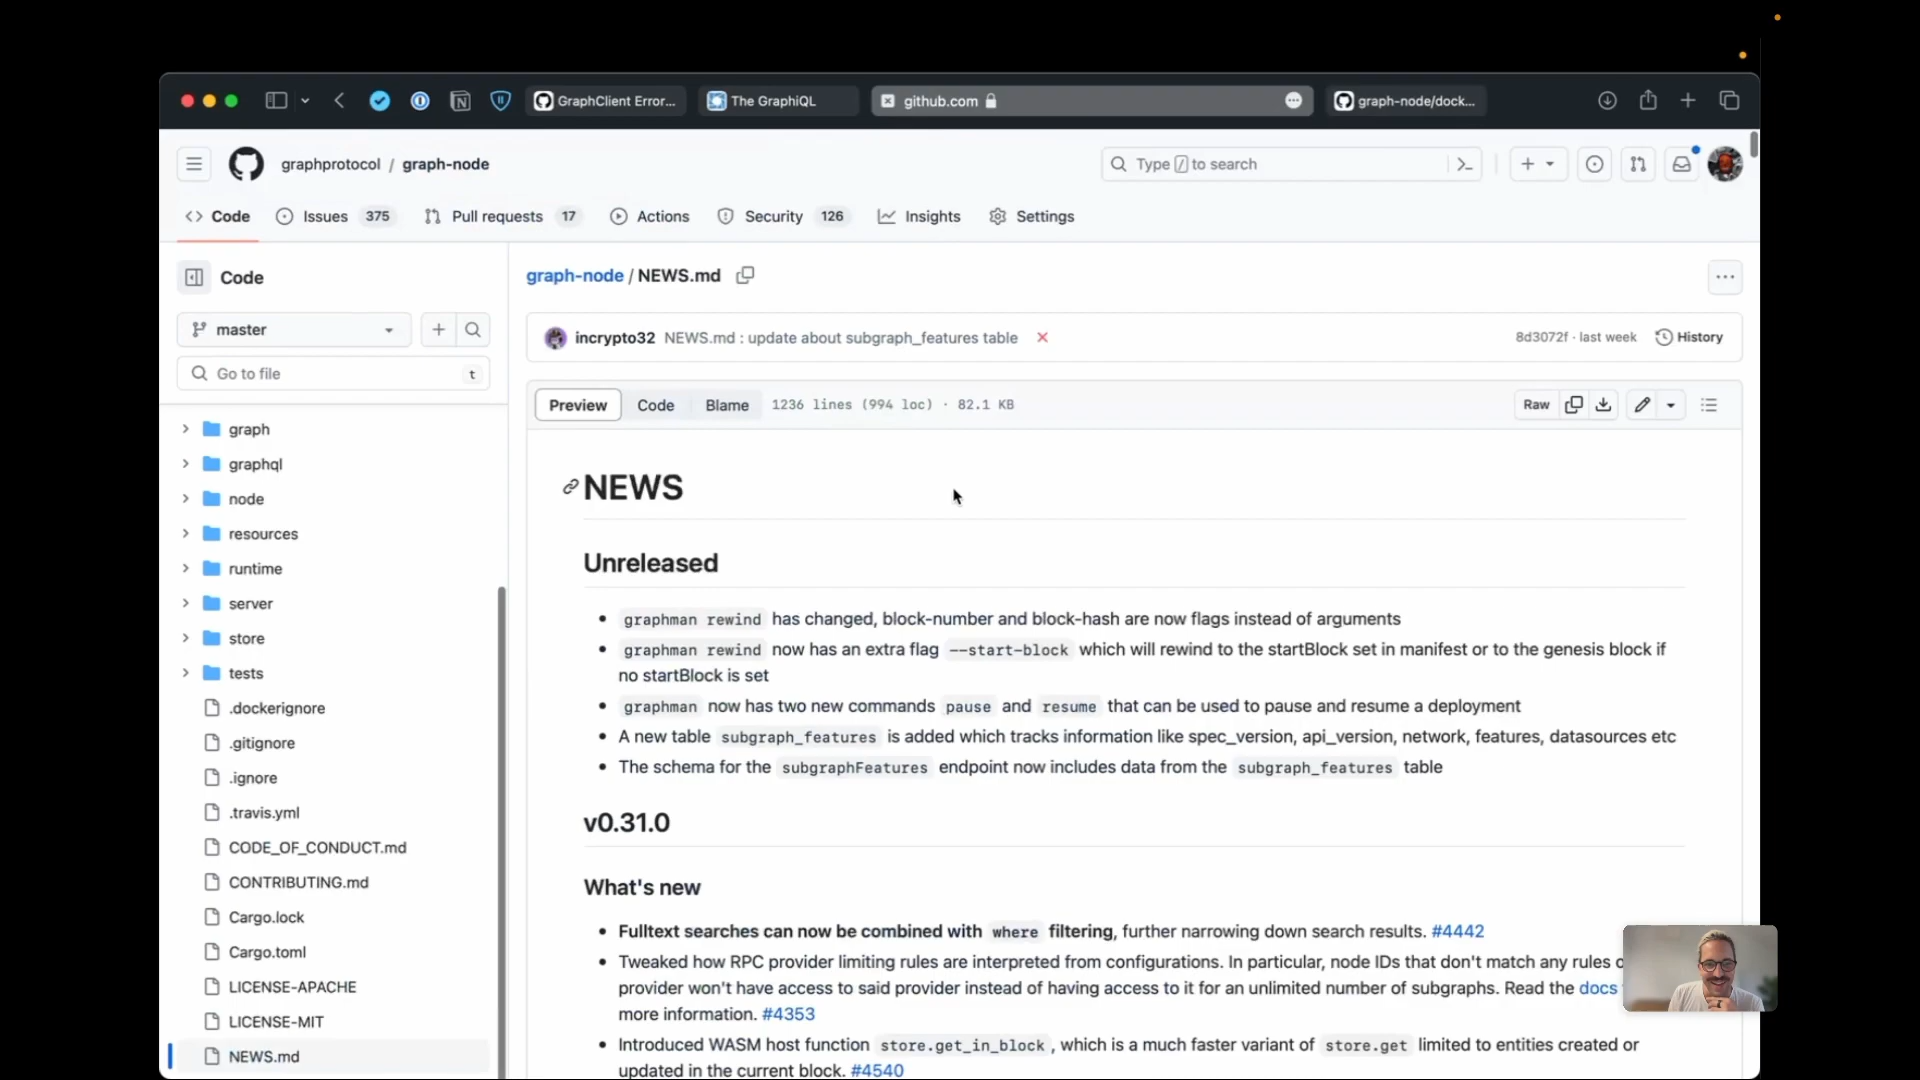 GraphClient Error...
The GraphiQL
github.com
graph-node/dock...
graphprotocol / graph-node
Type / to search
Code
Issues 375
Pull requests 17
Actions
Security 126
Insights
Settings
Code
master
Go to file
t
graph
graphql
node
resources
runtime
server
store
tests
.dockerignore
.gitignore
.ignore
.travis.yml
CODE_OF_CONDUCT.md
CONTRIBUTING.md
Cargo.lock
Cargo.toml
LICENSE-APACHE
LICENSE-MIT
NEWS.md
graph-node / NEWS.md
incrypto32 NEWS.md : update about subgraph_features table
8d3072f · last week
History
Preview
Code
Blame
1236 lines (994 loc) · 82.1 KB
Raw
NEWS
Unreleased
• graphman rewind has changed, block-number and block-hash are now flags instead of arguments
• graphman rewind now has an extra flag --start-block which will rewind to the startBlock set in manifest or to the genesis block if
no startBlock is set
• graphman now has two new commands pause and resume that can be used to pause and resume a deployment
• A new table subgraph_features is added which tracks information like spec_version, api_version, network, features, datasources etc
• The schema for the subgraphFeatures endpoint now includes data from the subgraph_features table
v0.31.0
What's new
• Fulltext searches can now be combined with where filtering, further narrowing down search results. #4442
• Tweaked how RPC provider limiting rules are interpreted from configurations. In particular, node IDs that don't match any rules
provider won't have access to said provider instead of having access to it for an unlimited number of subgraphs. Read the docs
more information. #4353
• Introduced WASM host function store.get_in_block, which is a much faster variant of store.get limited to entities created or
updated in the current block. #4540